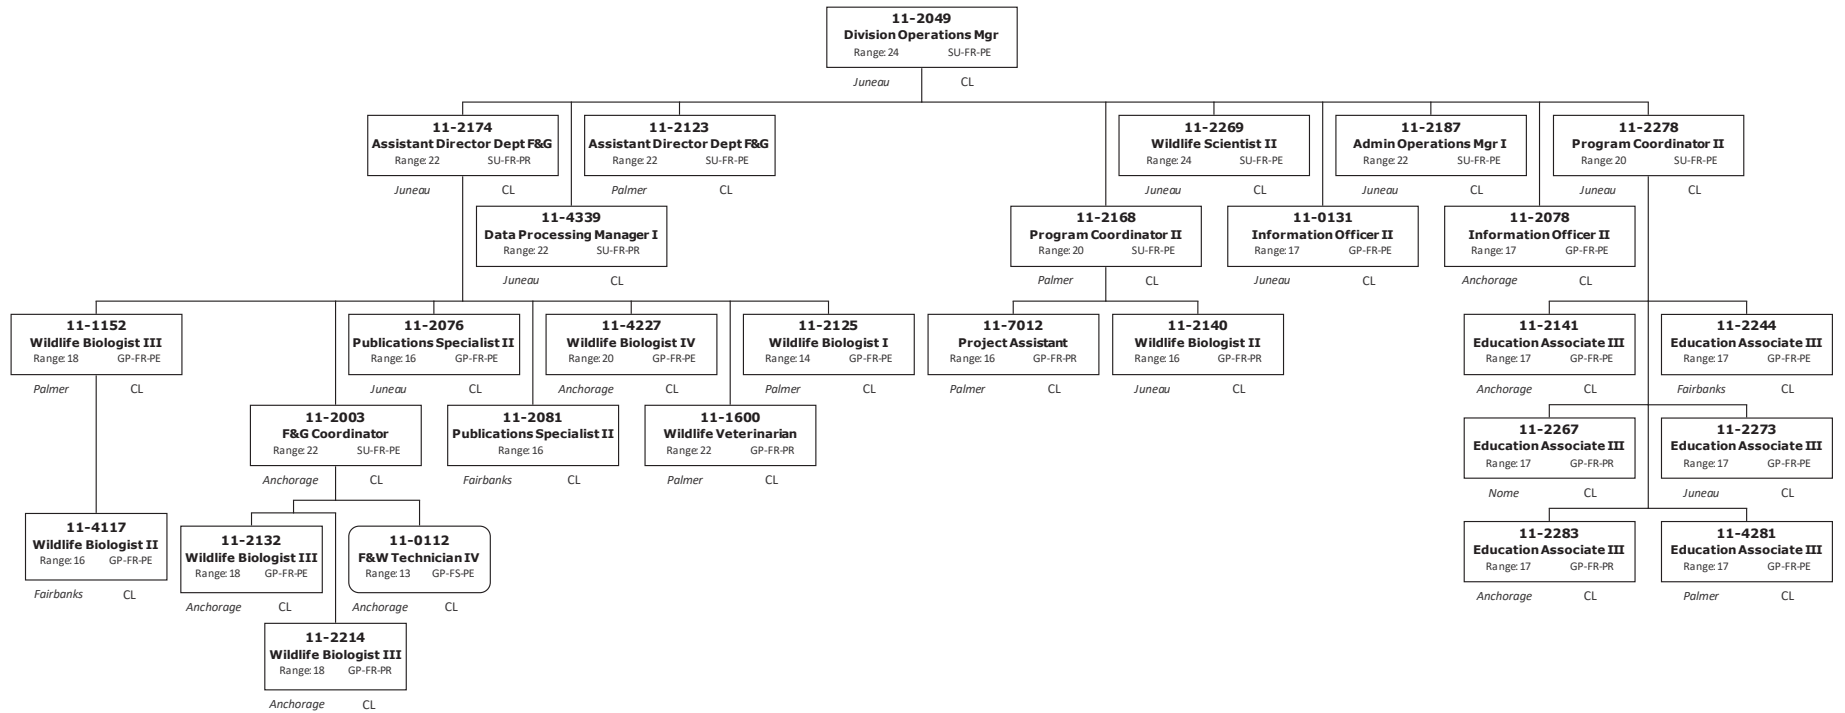 11-2049
Division Operations Mgr
Range: 24 SU-FR-PE
Juneau CL
11-2174
Assistant Director Dept F&G
Range: 22 SU-FR-PR
Juneau CL
11-2123
Assistant Director Dept F&G
Range: 22 SU-FR-PE
Palmer CL
11-2269
Wildlife Scientist II
Range: 24 SU-FR-PE
Juneau CL
11-2187
Admin Operations Mgr I
Range: 22 SU-FR-PE
Juneau CL
11-2278
Program Coordinator II
Range: 20 SU-FR-PE
Juneau CL
11-4339
Data Processing Manager I
Range: 22 SU-FR-PR
Juneau CL
11-2168
Program Coordinator II
Range: 20 SU-FR-PE
Palmer CL
11-0131
Information Officer II
Range: 17 GP-FR-PE
Juneau CL
11-2078
Information Officer II
Range: 17 GP-FR-PE
Anchorage CL
11-1152
Wildlife Biologist III
Range: 18 GP-FR-PE
Palmer CL
11-2076
Publications Specialist II
Range: 16 GP-FR-PE
Juneau CL
11-4227
Wildlife Biologist IV
Range: 20 GP-FR-PE
Anchorage CL
11-2125
Wildlife Biologist I
Range: 14 GP-FR-PE
Palmer CL
11-7012
Project Assistant
Range: 16 GP-FR-PR
Palmer CL
11-2140
Wildlife Biologist II
Range: 16 GP-FR-PR
Juneau CL
11-2141
Education Associate III
Range: 17 GP-FR-PE
Anchorage CL
11-2244
Education Associate III
Range: 17 GP-FR-PE
Fairbanks CL
11-2003
F&G Coordinator
Range: 22 SU-FR-PE
Anchorage CL
11-2081
Publications Specialist II
Range: 16
Fairbanks CL
11-1600
Wildlife Veterinarian
Range: 22 GP-FR-PR
Palmer CL
11-2267
Education Associate III
Range: 17 GP-FR-PR
Nome CL
11-2273
Education Associate III
Range: 17 GP-FR-PE
Juneau CL
11-4117
Wildlife Biologist II
Range: 16 GP-FR-PE
Fairbanks CL
11-2132
Wildlife Biologist III
Range: 18 GP-FR-PE
Anchorage CL
11-0112
F&W Technician IV
Range: 13 GP-FS-PE
Anchorage CL
11-2283
Education Associate III
Range: 17 GP-FR-PR
Anchorage CL
11-4281
Education Associate III
Range: 17 GP-FR-PE
Palmer CL
11-2214
Wildlife Biologist III
Range: 18 GP-FR-PR
Anchorage CL